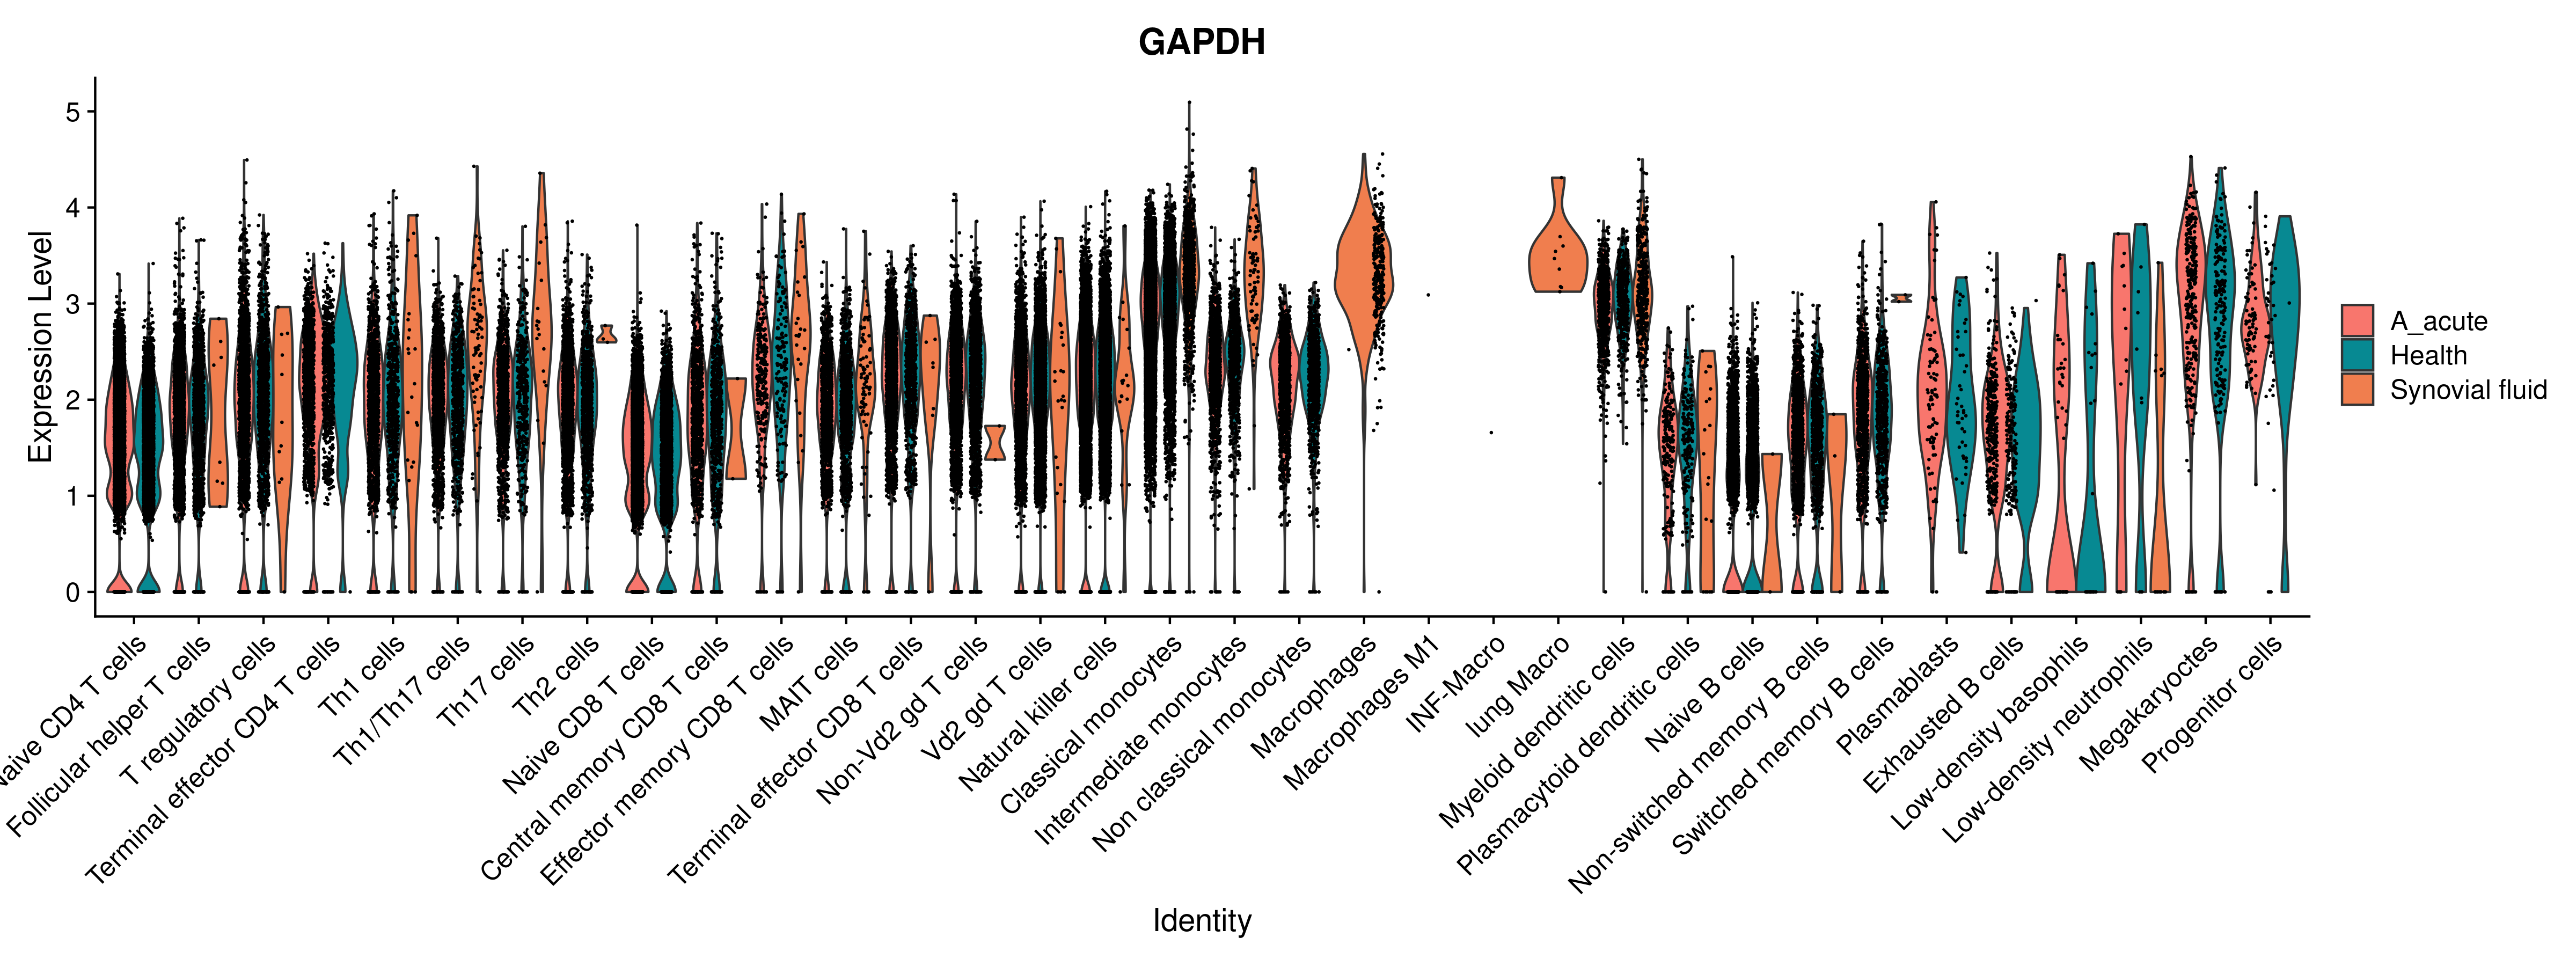 GAPDH
Expression Level
5
4
3
2
1
0
Naive CD4 T cells
Follicular helper T cells
T regulatory cells
Terminal effector CD4 T cells
Th1 cells
Th1/Th17 cells
Th17 cells
Th2 cells
Naive CD8 T cells
Central memory CD8 T cells
Effector memory CD8 T cells
MAIT cells
Terminal effector CD8 T cells
Non-Vd2 gd T cells
Vd2 gd T cells
Natural killer cells
Classical monocytes
Intermediate monocytes
Non classical monocytes
Macrophages
Macrophages M1
INF-Macro
lung Macro
Myeloid dendritic cells
Plasmacytoid dendritic cells
Naive B cells
Non-switched memory B cells
Switched memory B cells
Plasmablasts
Exhausted B cells
Low-density basophils
Low-density neutrophils
Megakaryoctes
Progenitor cells
Identity
A_acute
Health
Synovial fluid